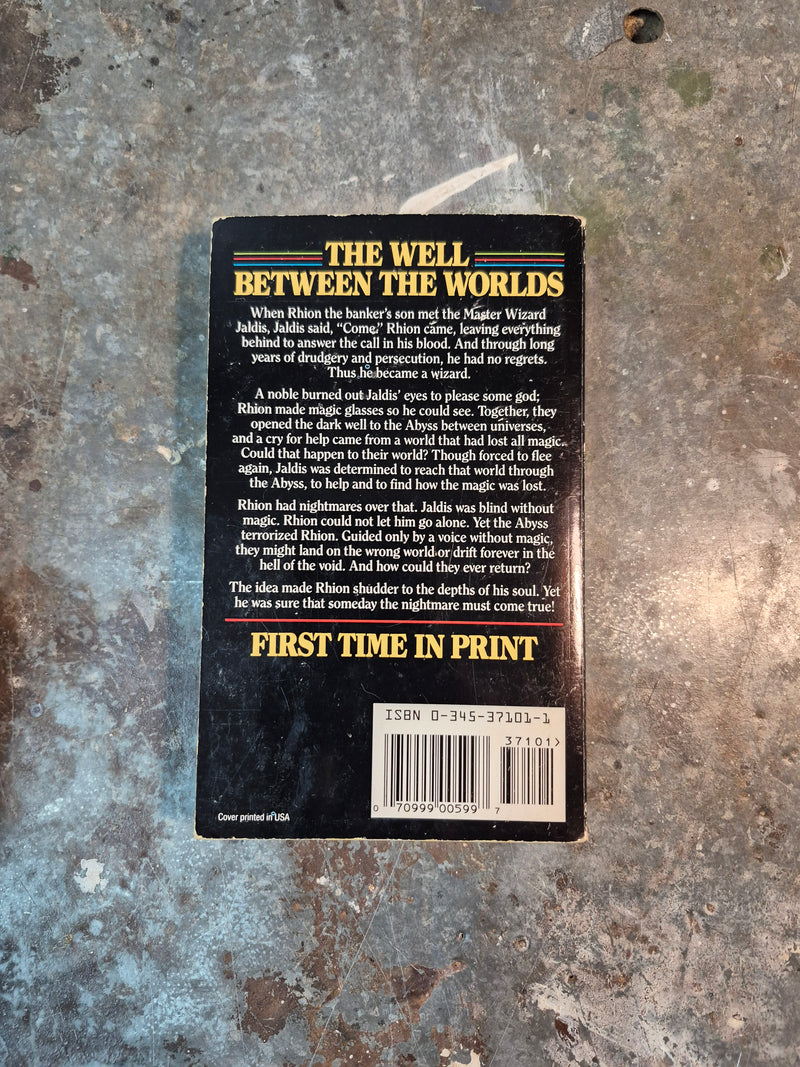 THE WELL
BETWEEN THE WORLDS
When Rhion the banker's son met the Master Wizard
Jaldis, Jaldis said, “Come.” Rhion came, leaving everything
behind to answer the call in his blood. And through long
years of drudgery and persecution, he had no regrets.
Thus he became a wizard.
A noble burned out Jaldis' eyes to please some god;
Rhion made magic glasses so he could see. Together, they
opened the dark well to the Abyss between universes,
and a cry for help came from a world that had lost all magic.
Could that happen to their world? Though forced to flee
again, Jaldis was determined to reach that world through
the Abyss, to help and to find how the magic was lost.
Rhion had nightmares over that. Jaldis was blind without
magic. Rhion could not let him go alone. Yet the Abyss
terrorized Rhion. Guided only by a voice without magic,
they might land on the wrong world or drift forever in the
hell of the void. And how could they ever return?
The idea made Rhion shudder to the depths of his soul. Yet
he was sure that someday the nightmare must come true!
FIRST TIME IN PRINT
ISBN 0-345-37101-1
37101>
0 70999 00599 7
Cover printed in USA